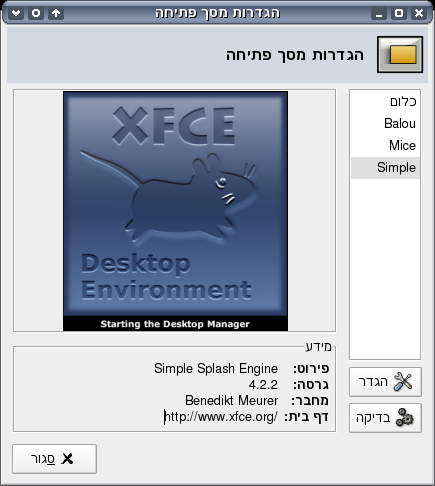 הגדרות מסך פתיחה
הגדרות מסך פתיחה
כלום
Balou
Mice
Simple
XFCE
Desktop
Environment
Starting the Desktop Manager
מידע
פירוט: Simple Splash Engine
גרסה: 4.2.2
מחבר: Benedikt Meurer
דף בית: http://www.xfce.org/
הגדר
בדיקה
סגור